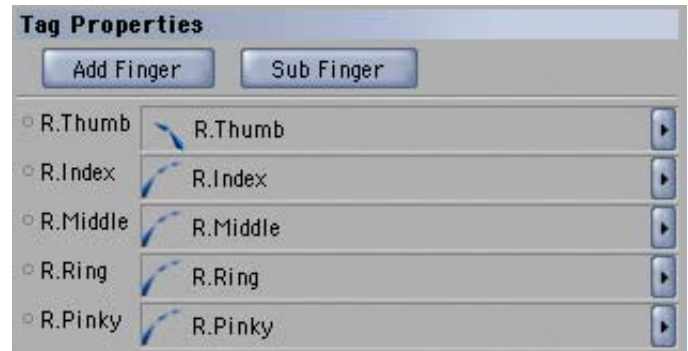 Tag Properties
Add Finger Sub Finger
R.Thumb R.Thumb
R.Index R.Index
R.Middle R.Middle
R.Ring R.Ring
R.Pinky R.Pinky